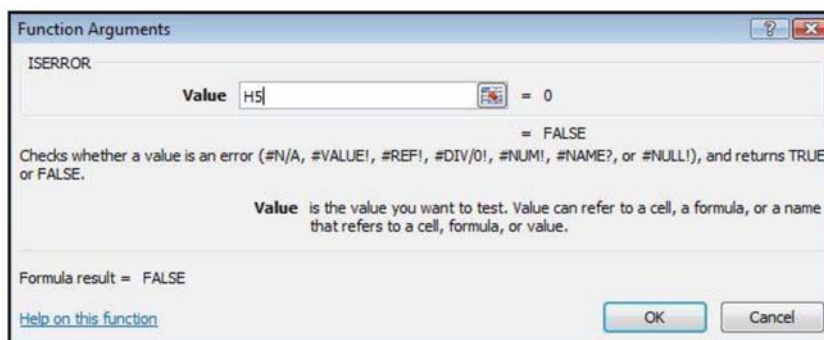 Function Arguments
ISERROR
Value H5 = 0
= FALSE
Checks whether a value is an error (#N/A, #VALUE!, #REF!, #DIV/0!, #NUM!, #NAME?, or #NULL!), and returns TRUE
or FALSE.
Value is the value you want to test. Value can refer to a cell, a formula, or a name
that refers to a cell, formula, or value.
Formula result = FALSE
Help on this function OK Cancel